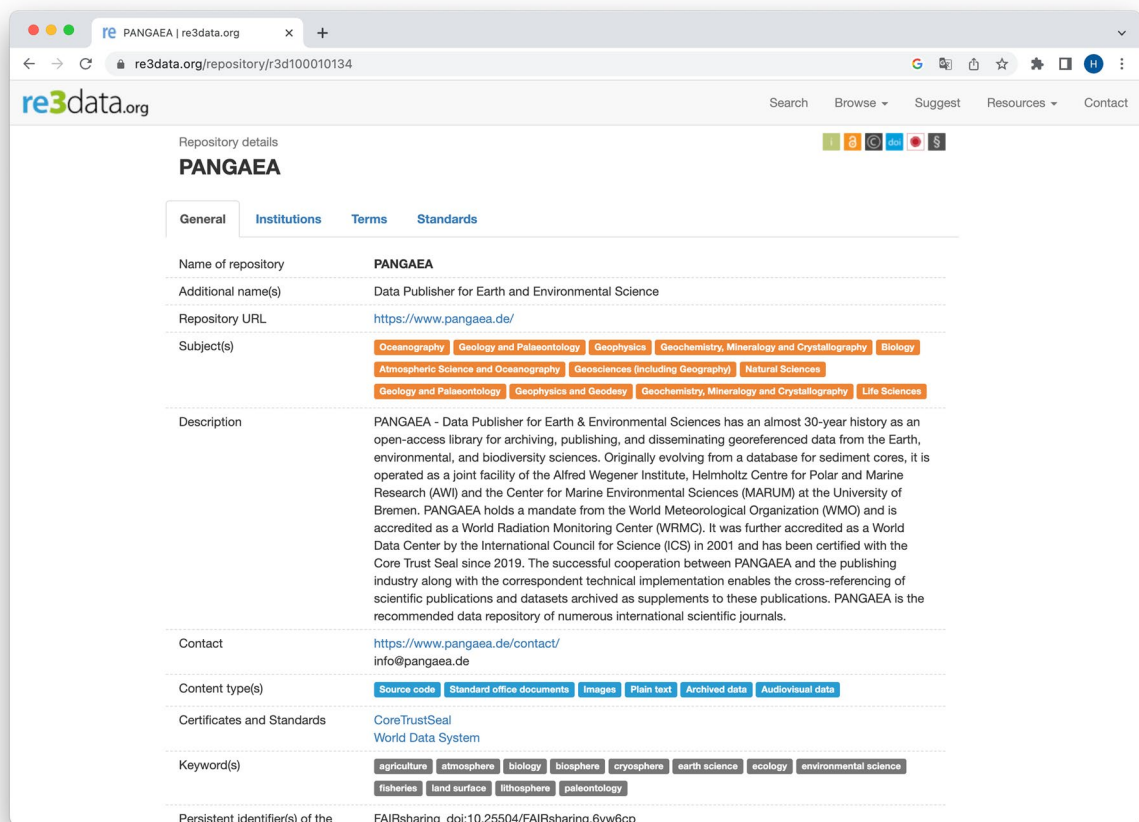 re PANGAEA | re3data.org
re3data.org/repository/r3d100010134
H
re3data.org
Search Browse Suggest Resources Contact
Repository details
i © doi §
PANGAEA
General Institutions Terms Standards
Name of repository PANGAEA
Additional name(s) Data Publisher for Earth and Environmental Science
Repository URL https://www.pangaea.de/
Subject(s) Oceanography Geology and Palaeontology Geophysics Geochemistry, Mineralogy and Crystallography Biology
Atmospheric Science and Oceanography Geosciences (including Geography) Natural Sciences
Geology and Palaeontology Geophysics and Geodesy Geochemistry, Mineralogy and Crystallography Life Sciences
Description PANGAEA - Data Publisher for Earth & Environmental Sciences has an almost 30-year history as an
open-access library for archiving, publishing, and disseminating georeferenced data from the Earth,
environmental, and biodiversity sciences. Originally evolving from a database for sediment cores, it is
operated as a joint facility of the Alfred Wegener Institute, Helmholtz Centre for Polar and Marine
Research (AWI) and the Center for Marine Environmental Sciences (MARUM) at the University of
Bremen. PANGAEA holds a mandate from the World Meteorological Organization (WMO) and is
accredited as a World Radiation Monitoring Center (WRMC). It was further accredited as a World
Data Center by the International Council for Science (ICS) in 2001 and has been certified with the
Core Trust Seal since 2019. The successful cooperation between PANGAEA and the publishing
industry along with the correspondent technical implementation enables the cross-referencing of
scientific publications and datasets archived as supplements to these publications. PANGAEA is the
recommended data repository of numerous international scientific journals.
Contact https://www.pangaea.de/contact/
info@pangaea.de
Content type(s) Source code Standard office documents Images Plain text Archived data Audiovisual data
Certificates and Standards CoreTrustSeal
World Data System
Keyword(s) agriculture atmosphere biology biosphere cryosphere earth science ecology environmental science
fisheries land surface lithosphere paleontology
Persistent identifier(s) of the FAIRsharing_doi:10.25504/FAIRsharing.6yw6cp